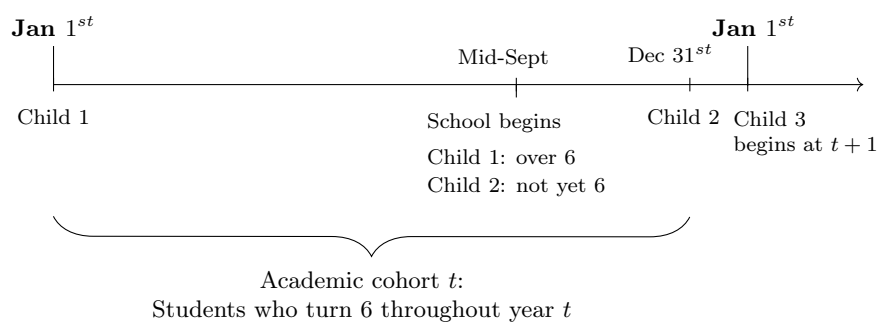 Jan 1st
Jan 1st
Mid-Sept
Dec 31st
Child 1
School begins
Child 1: over 6
Child 2: not yet 6
Child 2
Child 3
begins at t + 1
Academic cohort t:
Students who turn 6 throughout year t